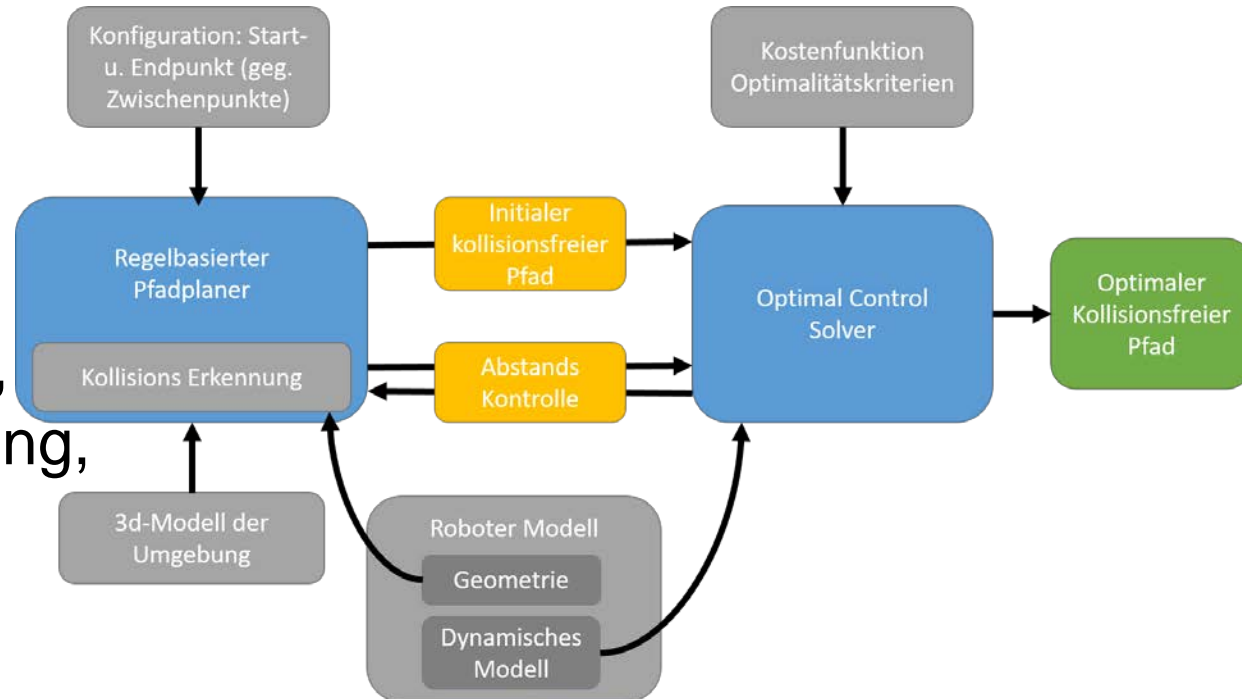 Konfiguration: Start-
u. Endpunkt (geg.
Zwischenpunkte)
Kostenfunktion
Optimalitätskriterien
Regelbasierter
Pfadplaner
Initialer
kollisionsfreier
Pfad
Optimal Control
Solver
Optimaler
Kollisionsfreier
Pfad
Kollisions Erkennung
Abstands
Kontrolle
,
ng,
3d-Modell der
Umgebung
Roboter Modell
Geometrie
Dynamisches
Modell